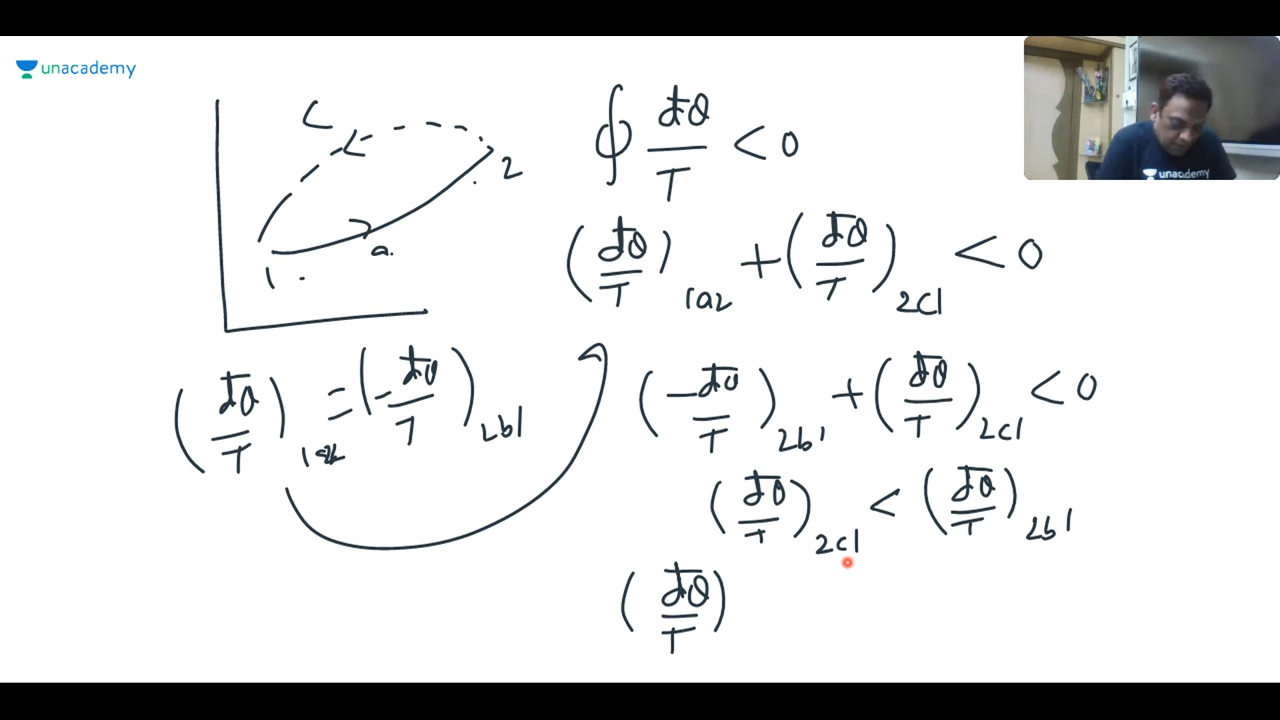 unacademy
C
2
a.
1
∮ đQ/T < 0
(đQ/T)1a2 + (đQ/T)2c1 < 0
(đQ/T)1a2 = (-đQ/T)2b1
(-đQ/T)2b1 + (đQ/T)2c1 < 0
(đQ/T)2c1 < (đQ/T)2b1
(đQ/T)
unacademy